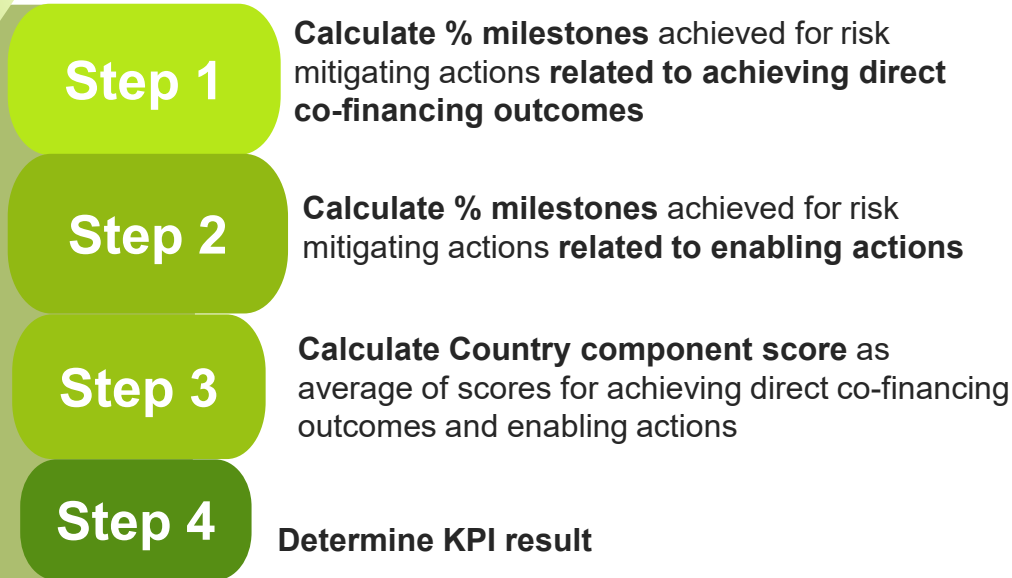 Step 1
Calculate % milestones achieved for risk
mitigating actions related to achieving direct
co-financing outcomes
Step 2
Calculate % milestones achieved for risk
mitigating actions related to enabling actions
Step 3
Calculate Country component score as
average of scores for achieving direct co-financing
outcomes and enabling actions
Step 4
Determine KPI result